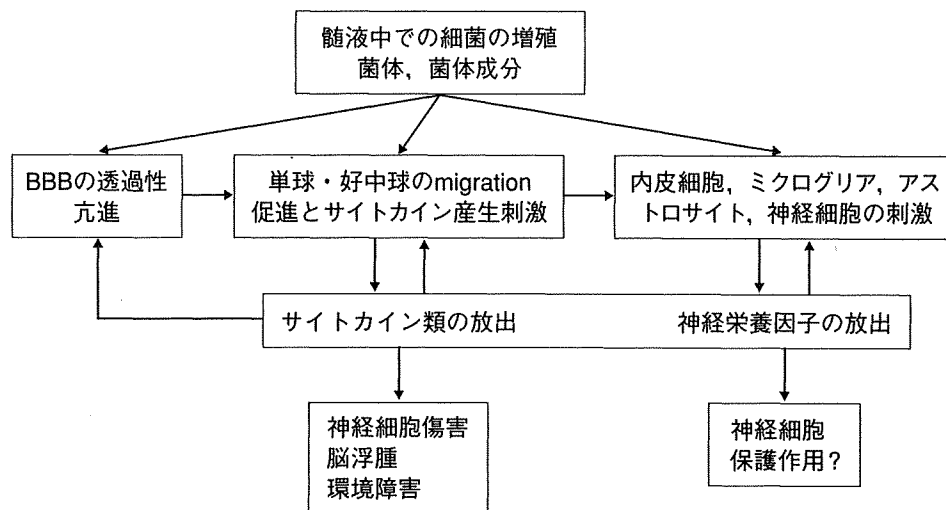 髄液中での細菌の増殖
菌体，菌体成分
BBBの透過性
亢進
単球・好中球のmigration
促進とサイトカイン産生刺激
内皮細胞，ミクログリア，アス
トロサイト，神経細胞の刺激
サイトカイン類の放出
神経栄養因子の放出
神経細胞傷害
脳浮腫
環境障害
神経細胞
保護作用？